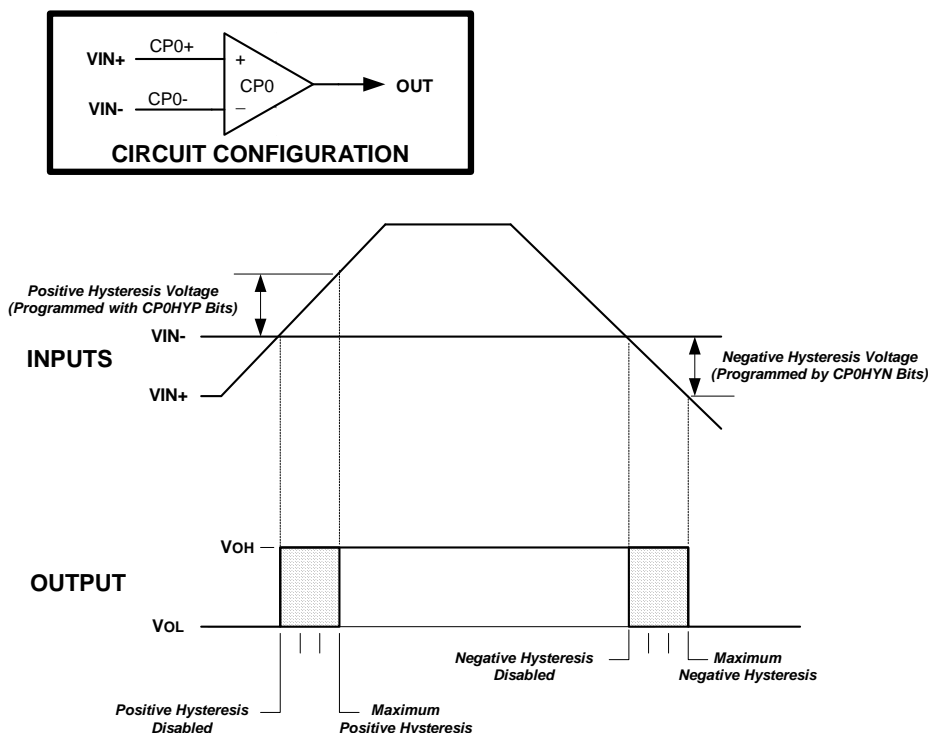 VIN+
CP0+
+
CP0
OUT
VIN-
CP0-
−
CIRCUIT CONFIGURATION
Positive Hysteresis Voltage
(Programmed with CP0HYP Bits)
VIN-
INPUTS
Negative Hysteresis Voltage
(Programmed by CP0HYN Bits)
VIN+
VOH
OUTPUT
VOL
Negative Hysteresis
Disabled
Maximum
Negative Hysteresis
Positive Hysteresis
Disabled
Maximum
Positive Hysteresis